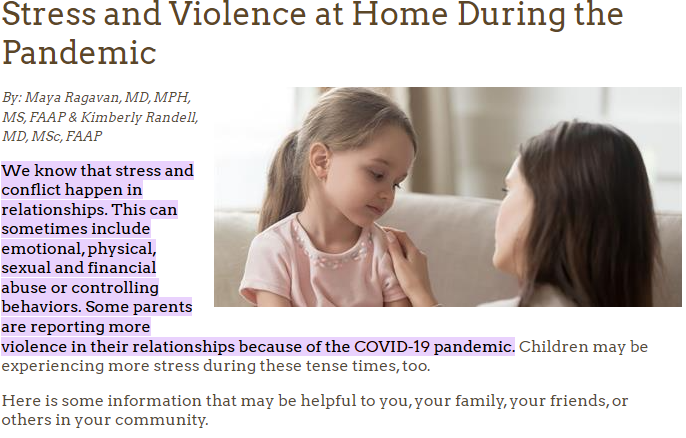 Stress and Violence at Home During the
Pandemic
By: Maya Ragavan, MD, MPH,
MS, FAAP & Kimberly Randell,
MD, MSc, FAAP
We know that stress and
conflict happen in
relationships. This can
sometimes include
emotional, physical,
sexual and financial
abuse or controlling
behaviors. Some parents
are reporting more
violence in their relationships because of the COVID-19 pandemic. Children may be
experiencing more stress during these tense times, too.
Here is some information that may be helpful to you, your family, your friends, or
others in your community.